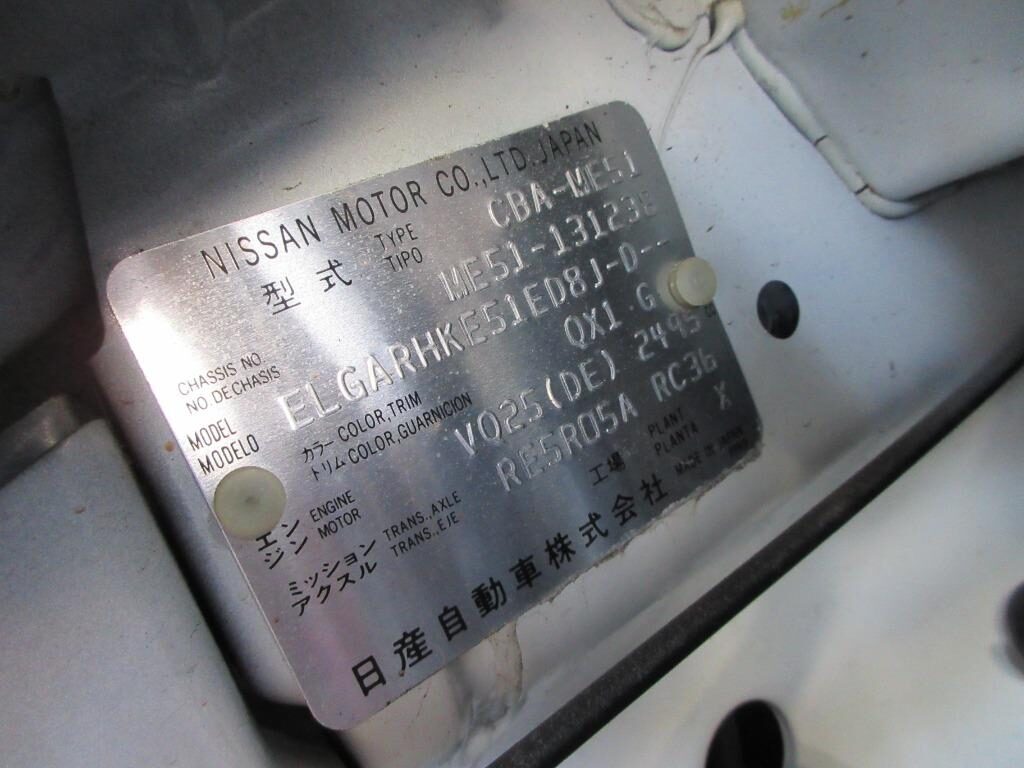 NISSAN MOTOR CO.,LTD.JAPAN
型式 TYPE TIPO CBA-ME51
CHASSIS NO.
NO.DE CHASIS
MODEL
MODELO ELGARHKE51ED8J-D--
カラー COLOR,TRIM
トリム COLOR,GUARNICION QX1 .G
エンジン ENGINE MOTOR VQ25(DE) 2495
ミッション TRANS.,AXLE
アクスル TRANS.,EJE RE5R05A RC36
工場 PLANT PLANTA X
日産自動車株式会社 MADE IN JAPAN